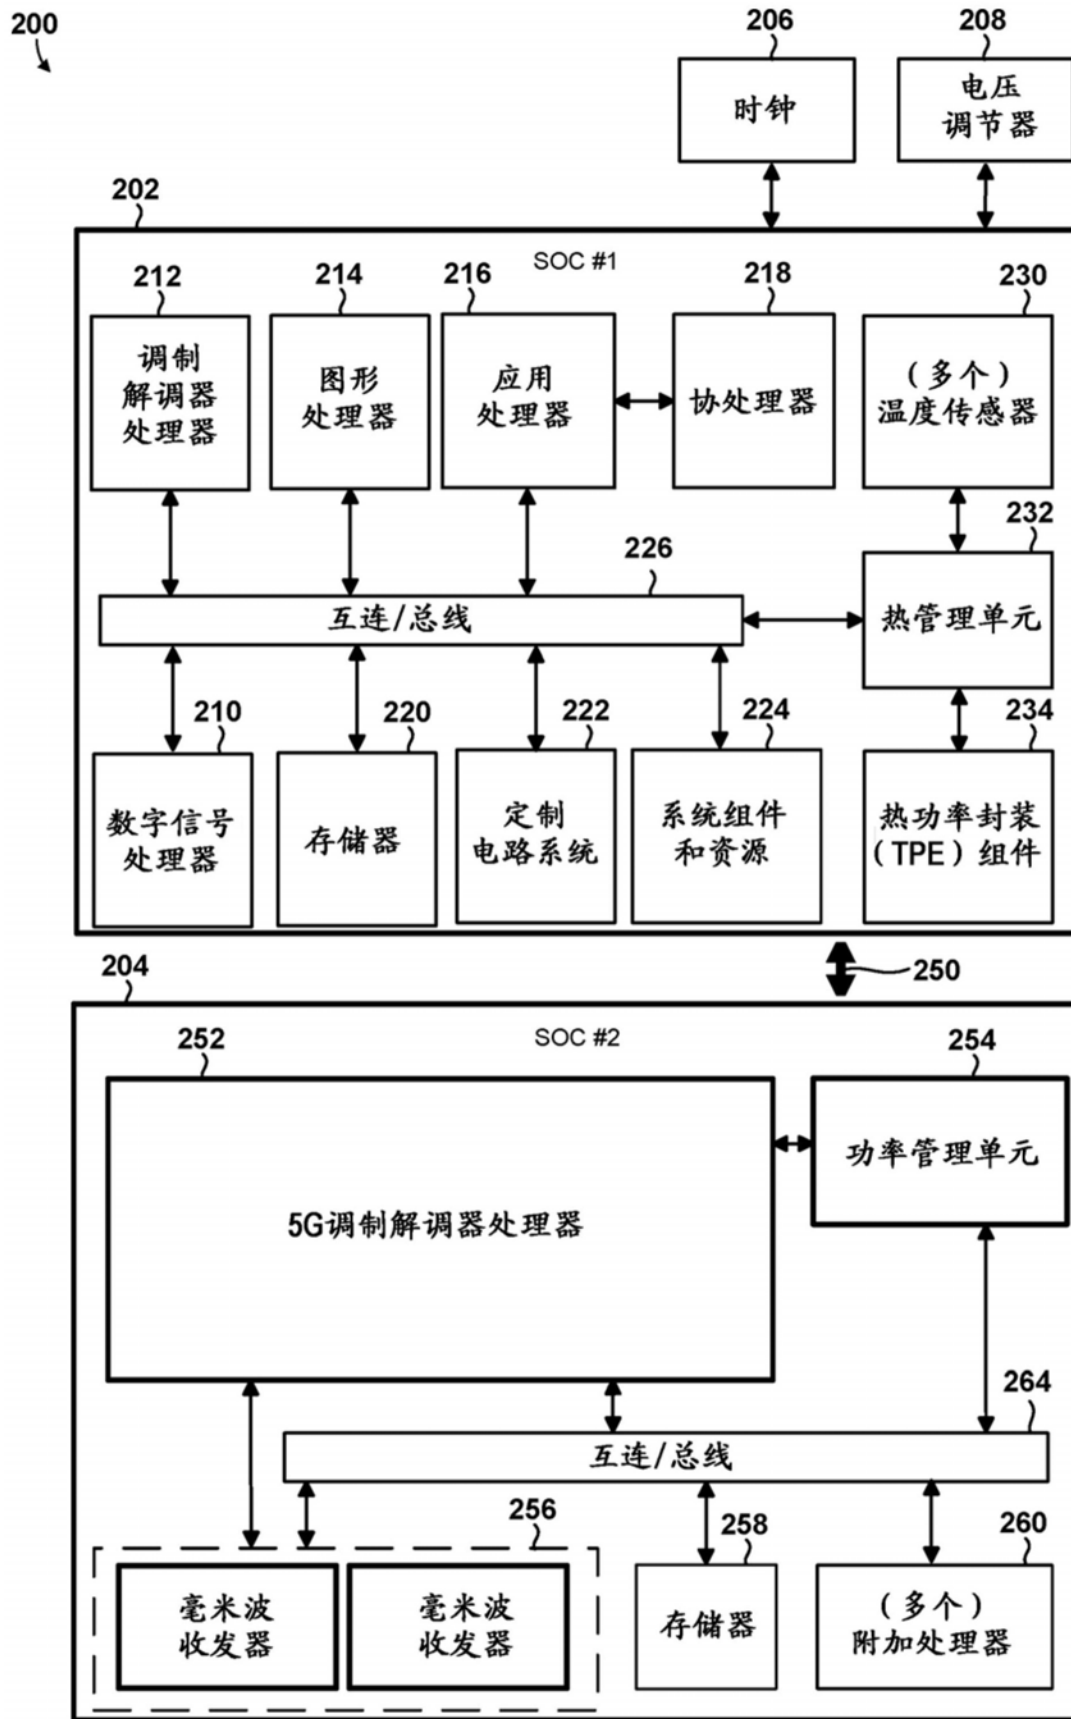 200
206
208
时钟
电压
调节器
202
SOC #1
212
214
216
218
230
调制
解调器
处理器
图形
处理器
应用
处理器
协处理器
(多个)
温度传感器
232
226
互连/总线
热管理单元
210
220
222
224
234
数字信号
处理器
存储器
定制
电路系统
系统组件
和资源
热功率封装
(TPE) 组件
204
250
SOC #2
252
254
5G调制解调器处理器
功率管理单元
264
互连/总线
256
258
260
毫米波
收发器
毫米波
收发器
存储器
(多个)
附加处理器